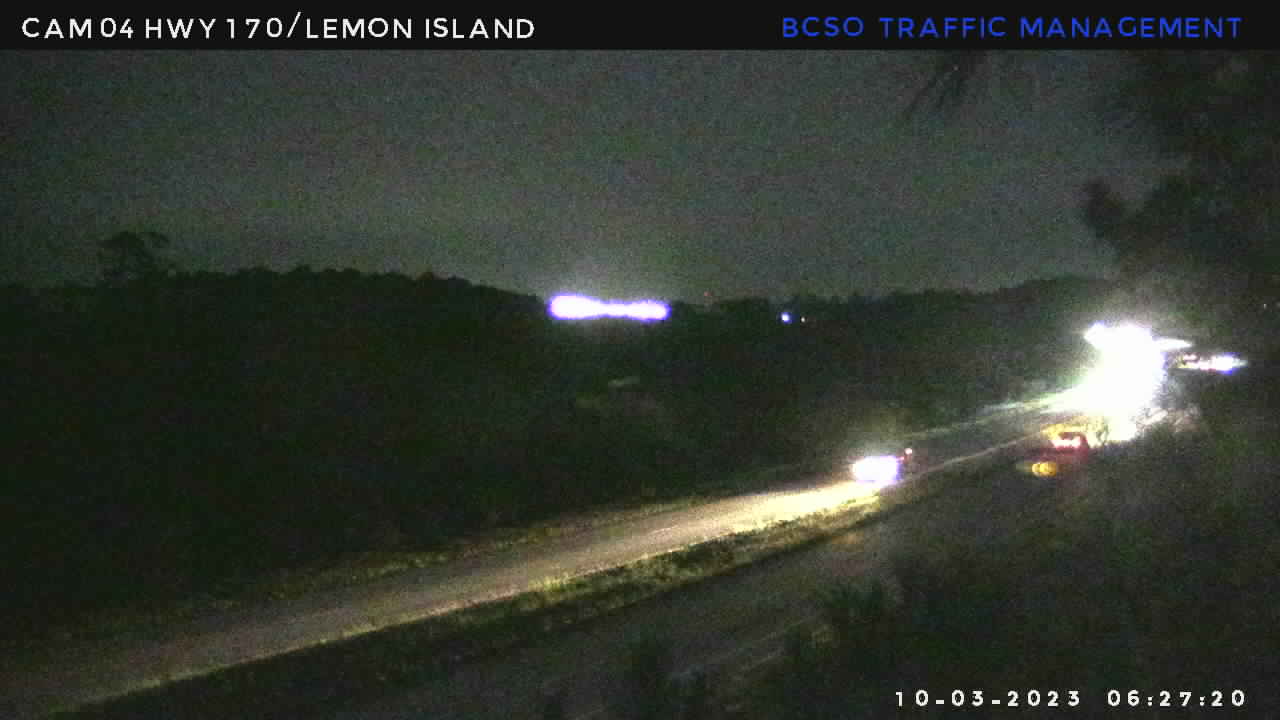 CAM04 HWY 170/LEMON ISLAND
BCSO TRAFFIC MANAGEMENT
10-03-2023 06:27:20